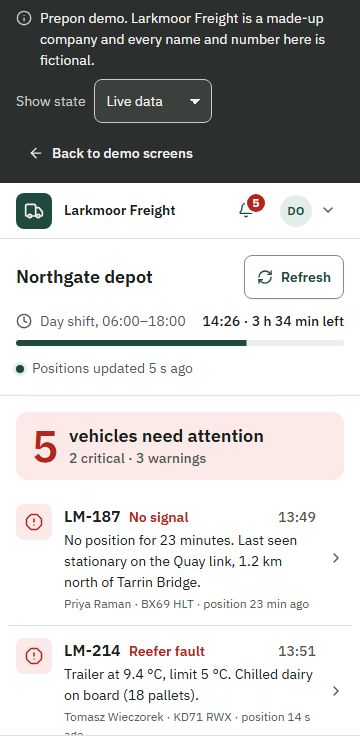 Prepon demo. Larkmoor Freight is a made-up
company and every name and number here is
fictional.
Show state Live data
Back to demo screens
Larkmoor Freight 5 DO
Northgate depot Refresh
Day shift, 06:00–18:00 14:26 · 3 h 34 min left
Positions updated 5 s ago
5 vehicles need attention
2 critical · 3 warnings
LM-187 No signal 13:49
No position for 23 minutes. Last seen
stationary on the Quay link, 1.2 km
north of Tarrin Bridge.
Priya Raman · BX69 HLT · position 23 min ago
LM-214 Reefer fault 13:51
Trailer at 9.4 °C, limit 5 °C. Chilled dairy
on board (18 pallets).
Tomasz Wieczorek · KD71 RWX · position 14 s
ago